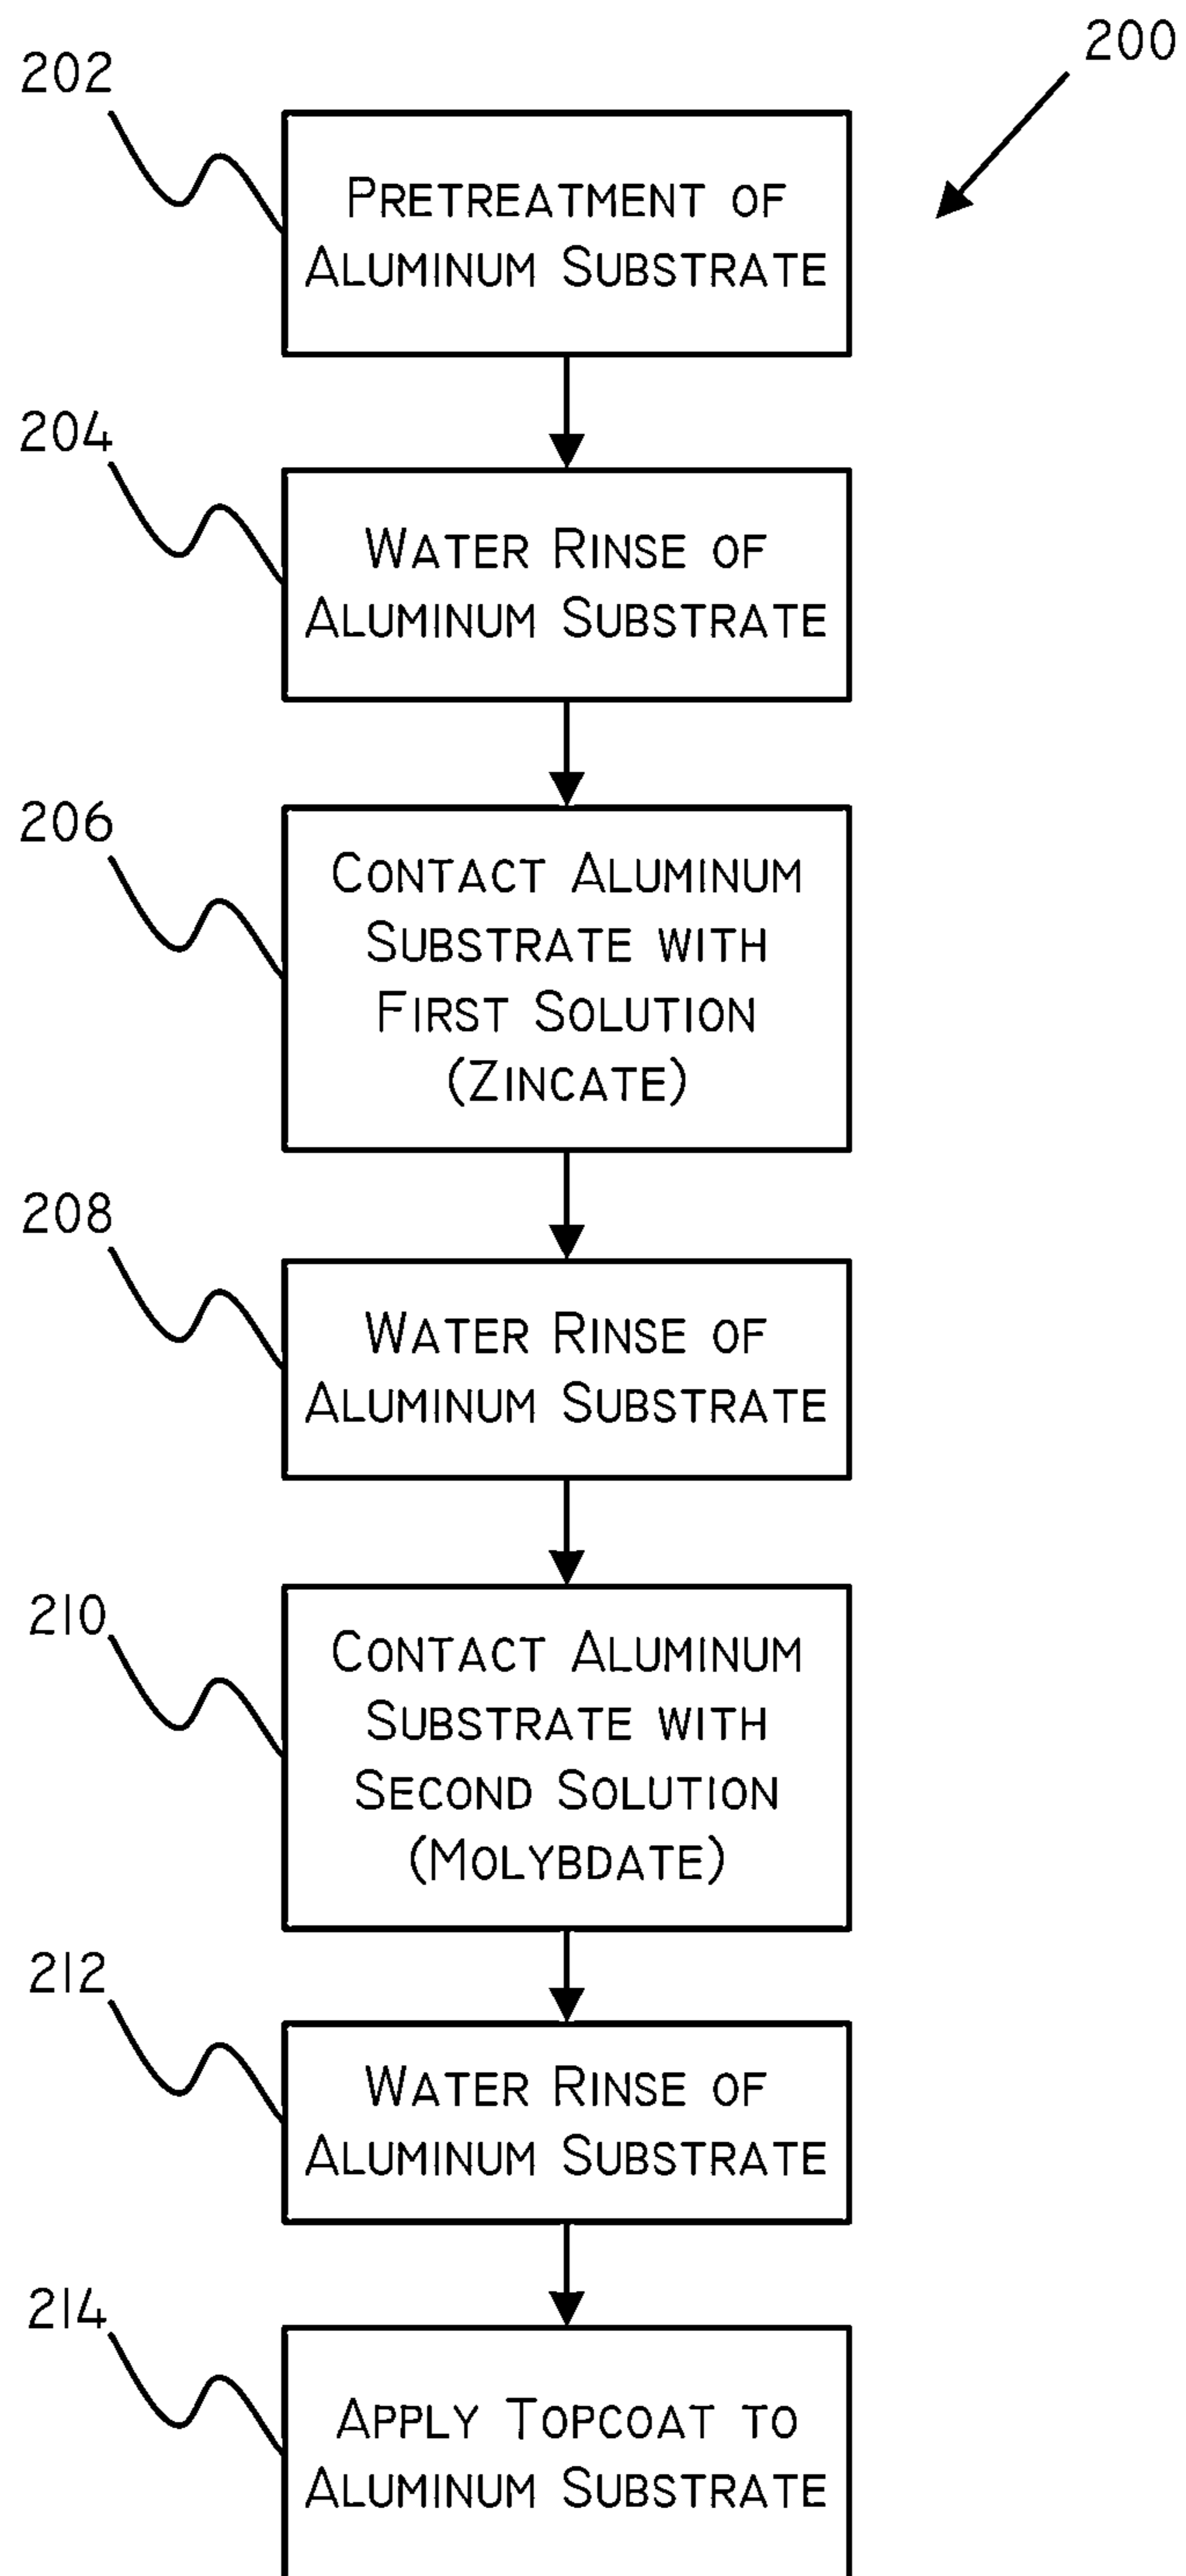 200
202
PRETREATMENT OF
ALUMINUM SUBSTRATE
204
WATER RINSE OF
ALUMINUM SUBSTRATE
206
CONTACT ALUMINUM
SUBSTRATE WITH
FIRST SOLUTION
(ZINCATE)
208
WATER RINSE OF
ALUMINUM SUBSTRATE
210
CONTACT ALUMINUM
SUBSTRATE WITH
SECOND SOLUTION
(MOLYBDATE)
212
WATER RINSE OF
ALUMINUM SUBSTRATE
214
APPLY TOPCOAT TO
ALUMINUM SUBSTRATE